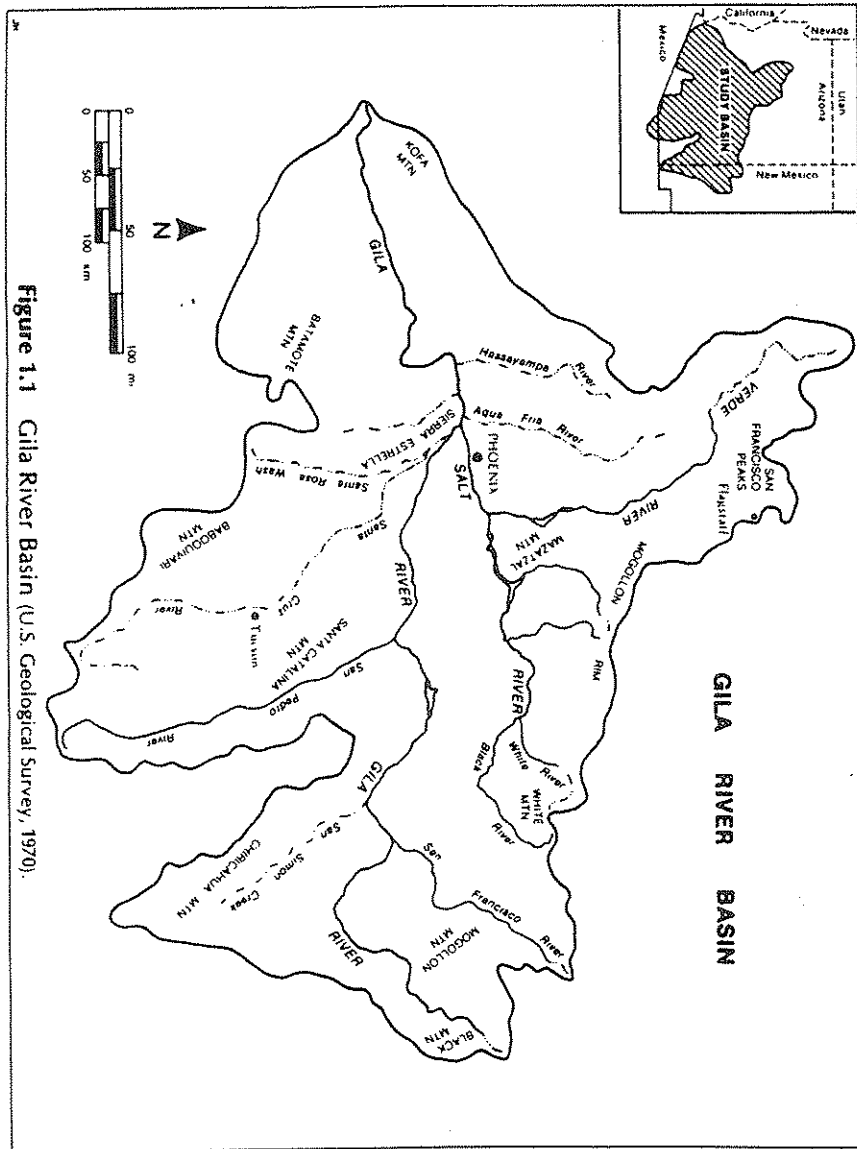 GILA RIVER BASIN
California
Nevada
Utah
Arizona
Mexico
STUDY BASIN
New Mexico
KOFA
MTN
GILA
BATAMOTE
MTN
Hassayampa River
Aqua Fria River
VERDE
RIVER
SAN
FRANCISCO
PEAKS
Flagstaff
MOGOLLON
RIM
PHOENIX
SALT
RIVER
MAZATZAL
MTN
SIERRA ESTRELLA
Santa Rosa Wash
Santa
Cruz
River
BABOQUIVARI
MTN
Tucson
RIVER
SANTA CATALINA
MTN
San
Pedro
River
White River
WHITE
MTN
Black
River
GILA
San
Simon
Creek
CHIRICAHUA
MTN
San
Francisco
River
MOGOLLON
MTN
RIVER
BLACK
MTN
N
0 50 100 m.
0 50 100 km
Figure 1.1 Gila River Basin (U.S. Geological Survey, 1970).